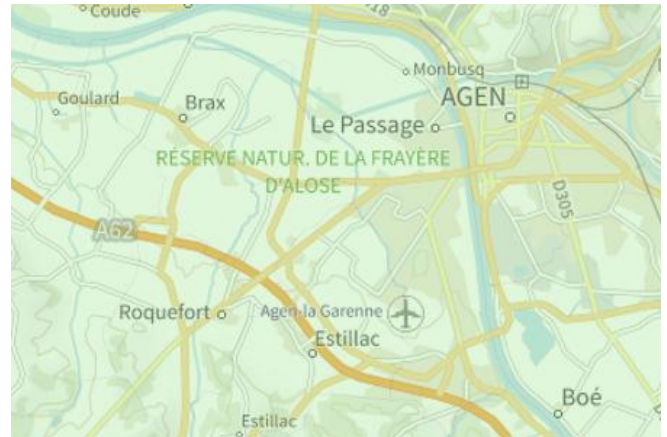 Coude
Monbusq
Goulard
Brax
AGEN
Le Passage
RÉSERVE NATUR. DE LA FRAYÈRE
D'ALOSE
D305
A62
Roquefort
Agen-la Garenne
Estillac
Boé
Estillac